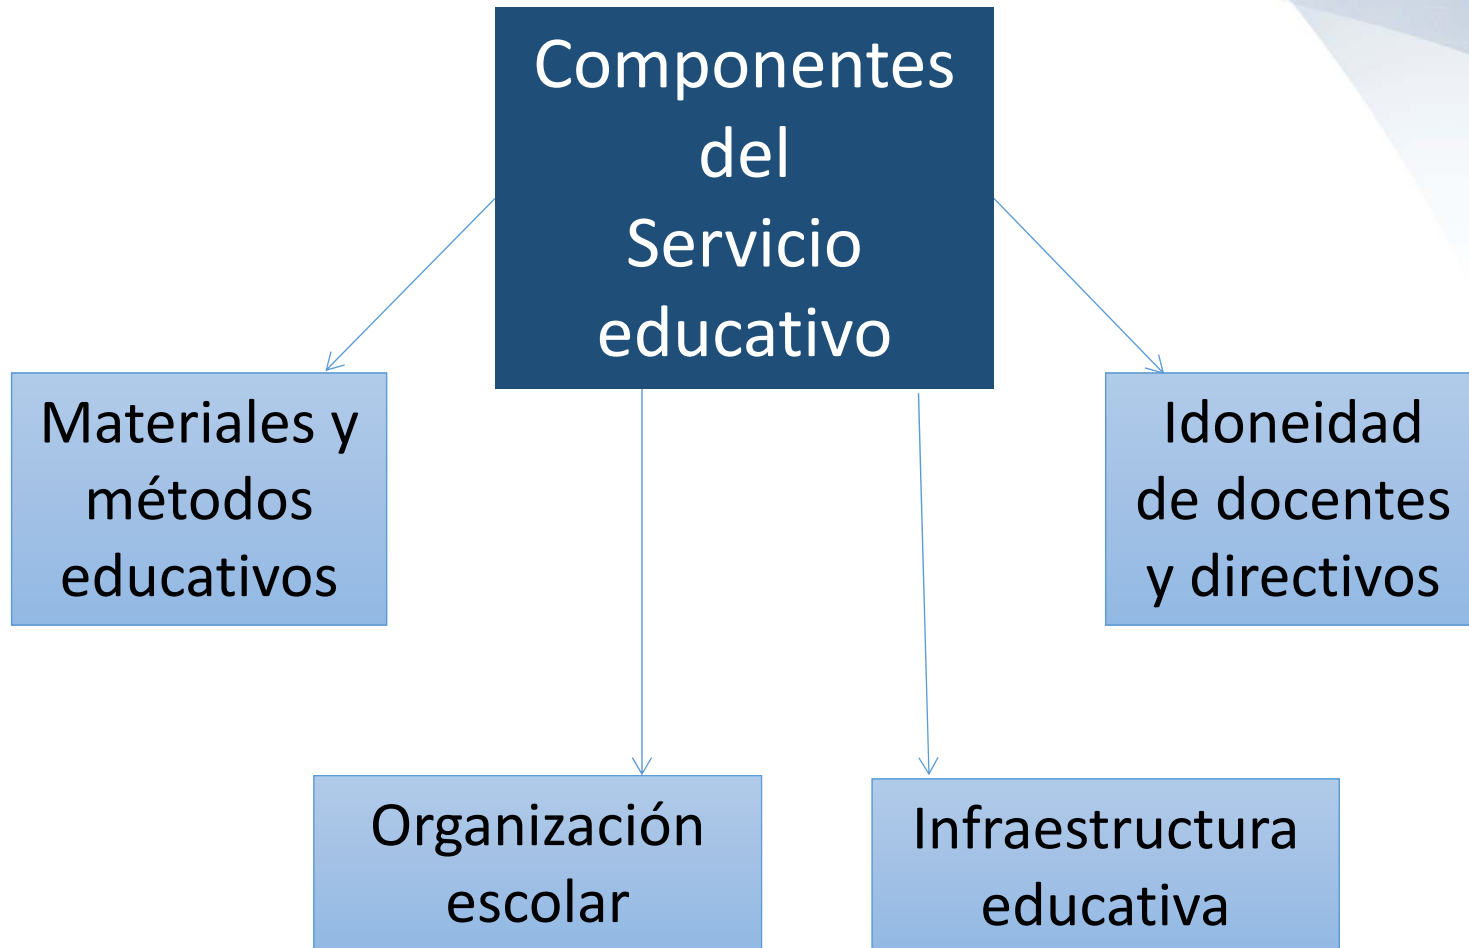 Componentes
del
Servicio
educativo
Materiales y
métodos
educativos
Idoneidad
de docentes
y directivos
Organización
escolar
Infraestructura
educativa